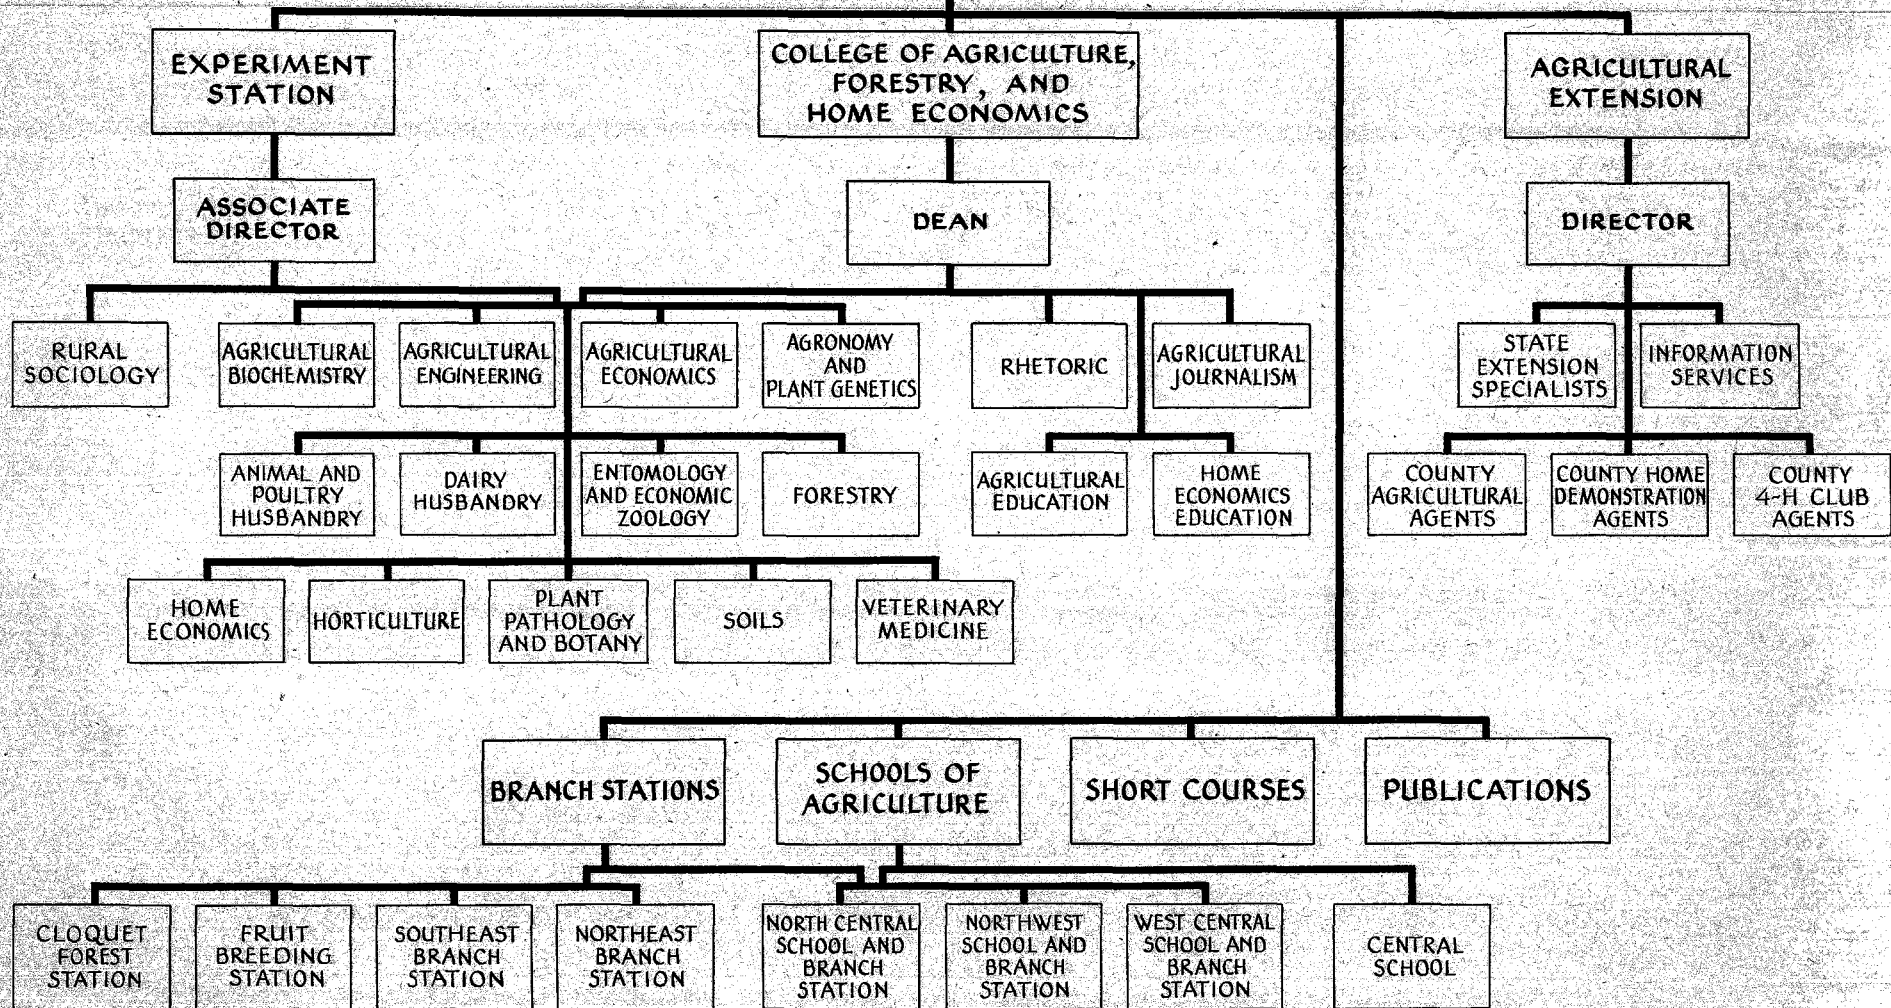 EXPERIMENT
STATION
COLLEGE OF AGRICULTURE,
FORESTRY, AND
HOME ECONOMICS
AGRICULTURAL
EXTENSION
ASSOCIATE
DIRECTOR
DEAN
DIRECTOR
RURAL
SOCIOLOGY
AGRICULTURAL
BIOCHEMISTRY
AGRICULTURAL
ENGINEERING
AGRICULTURAL
ECONOMICS
AGRONOMY
AND
PLANT GENETICS
RHETORIC
AGRICULTURAL
JOURNALISM
STATE
EXTENSION
SPECIALISTS
INFORMATION
SERVICES
ANIMAL AND
POULTRY
HUSBANDRY
DAIRY
HUSBANDRY
ENTOMOLOGY
AND ECONOMIC
ZOOLOGY
FORESTRY
AGRICULTURAL
EDUCATION
HOME
ECONOMICS
EDUCATION
COUNTY
AGRICULTURAL
AGENTS
COUNTY HOME
DEMONSTRATION
AGENTS
COUNTY
4-H CLUB
AGENTS
HOME
ECONOMICS
HORTICULTURE
PLANT
PATHOLOGY
AND BOTANY
SOILS
VETERINARY
MEDICINE
BRANCH STATIONS
SCHOOLS OF
AGRICULTURE
SHORT COURSES
PUBLICATIONS
CLOQUET
FOREST
STATION
FRUIT
BREEDING
STATION
SOUTHEAST
BRANCH
STATION
NORTHEAST
BRANCH
STATION
NORTH CENTRAL
SCHOOL AND
BRANCH
STATION
NORTHWEST
SCHOOL AND
BRANCH
STATION
WEST CENTRAL
SCHOOL AND
BRANCH
STATION
CENTRAL
SCHOOL